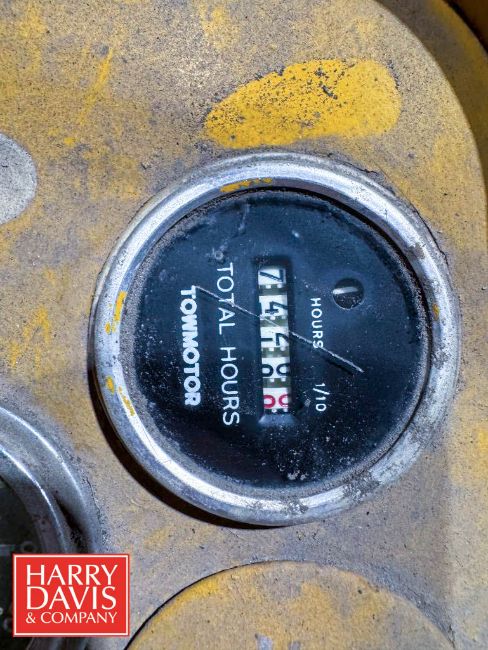 HOURS 1/10
TOTAL HOURS
TOWMOTOR
HARRY
DAVIS
& COMPANY